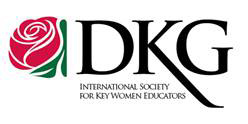 DKG
INTERNATIONAL SOCIETY
FOR KEY WOMEN EDUCATORS